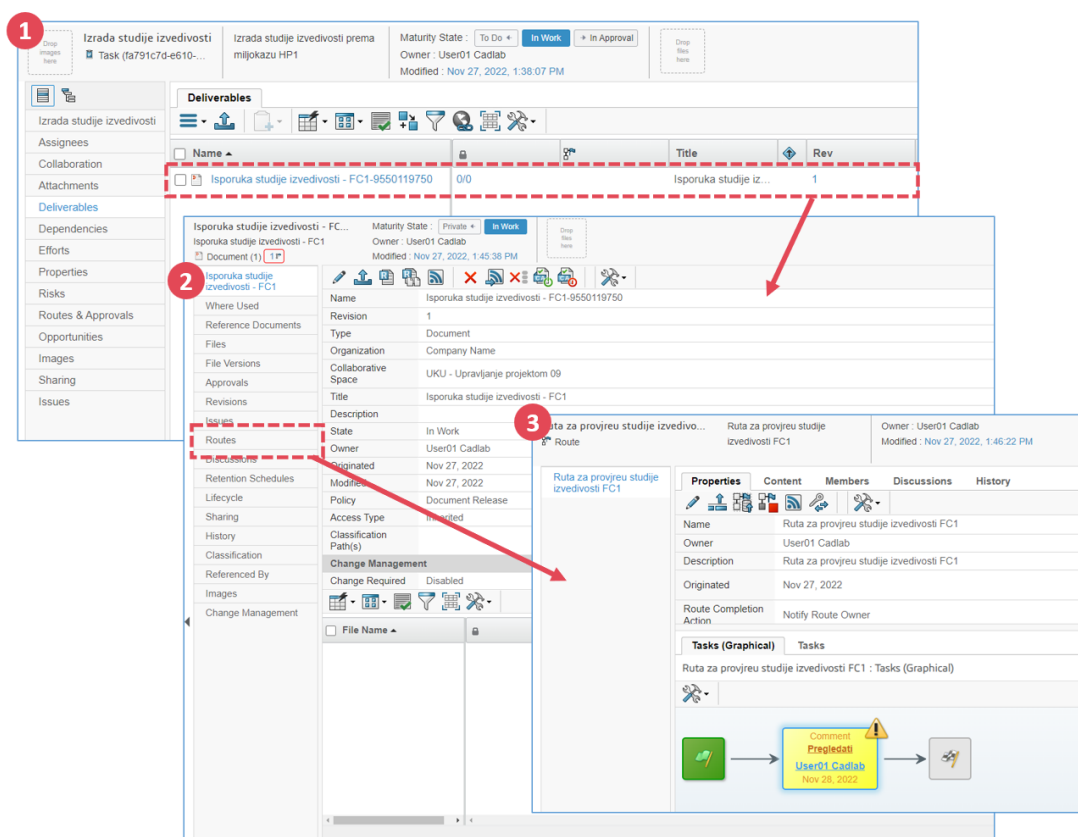 1
Drop
images
here
Izrada studije izvedivosti
Task (fa791c7d-e610-...
Izrada studije izvedivosti prema
miljokazu HP1
Maturity State : To Do + In Work + In Approval
Owner : User01 Cadlab
Modified : Nov 27, 2022, 1:38:07 PM
Drop
files
here
Izrada studije izvedivosti
Assignees
Collaboration
Attachments
Deliverables
Dependencies
Efforts
Properties
Risks
Routes & Approvals
Opportunities
Images
Sharing
Issues
Deliverables
Name Title Rev
Isporuka studije izvedivosti - FC1-9550119750 0/0 Isporuka studije iz... 1
2
Isporuka studije izvedivosti - FC...
Isporuka studije izvedivosti - FC1
Document (1) 1
Maturity State : Private + In Work
Owner : User01 Cadlab
Modified : Nov 27, 2022, 1:45:38 PM
Drop
files
here
Isporuka studije
izvedivosti - FC1
Where Used
Reference Documents
Files
File Versions
Approvals
Revisions
Issues
Routes
Discussions
Retention Schedules
Lifecycle
Sharing
History
Classification
Referenced By
Images
Change Management
Name Isporuka studije izvedivosti - FC1-9550119750
Revision 1
Type Document
Organization Company Name
Collaborative
Space UKU - Upravljanje projektom 09
Title Isporuka studije izvedivosti - FC1
Description
State In Work
Owner User01 Cadlab
Originated Nov 27, 2022
Modified Nov 27, 2022
Policy Document Release
Access Type Inherited
Classification
Path(s)
Change Management
Change Required Disabled
File Name
3
Ruta za provjreu studije izvedivo...
Route
Ruta za provjreu studije
izvedivosti FC1
Owner : User01 Cadlab
Modified : Nov 27, 2022, 1:46:22 PM
Ruta za provjreu studije
izvedivosti FC1
Properties Content Members Discussions History
Name Ruta za provjreu studije izvedivosti FC1
Owner User01 Cadlab
Description Ruta za provjreu studije izvedivosti FC1
Originated Nov 27, 2022
Route Completion
Action Notify Route Owner
Tasks (Graphical) Tasks
Ruta za provjreu studije izvedivosti FC1 : Tasks (Graphical)
Comment
Pregledati
User01 Cadlab
Nov 28, 2022